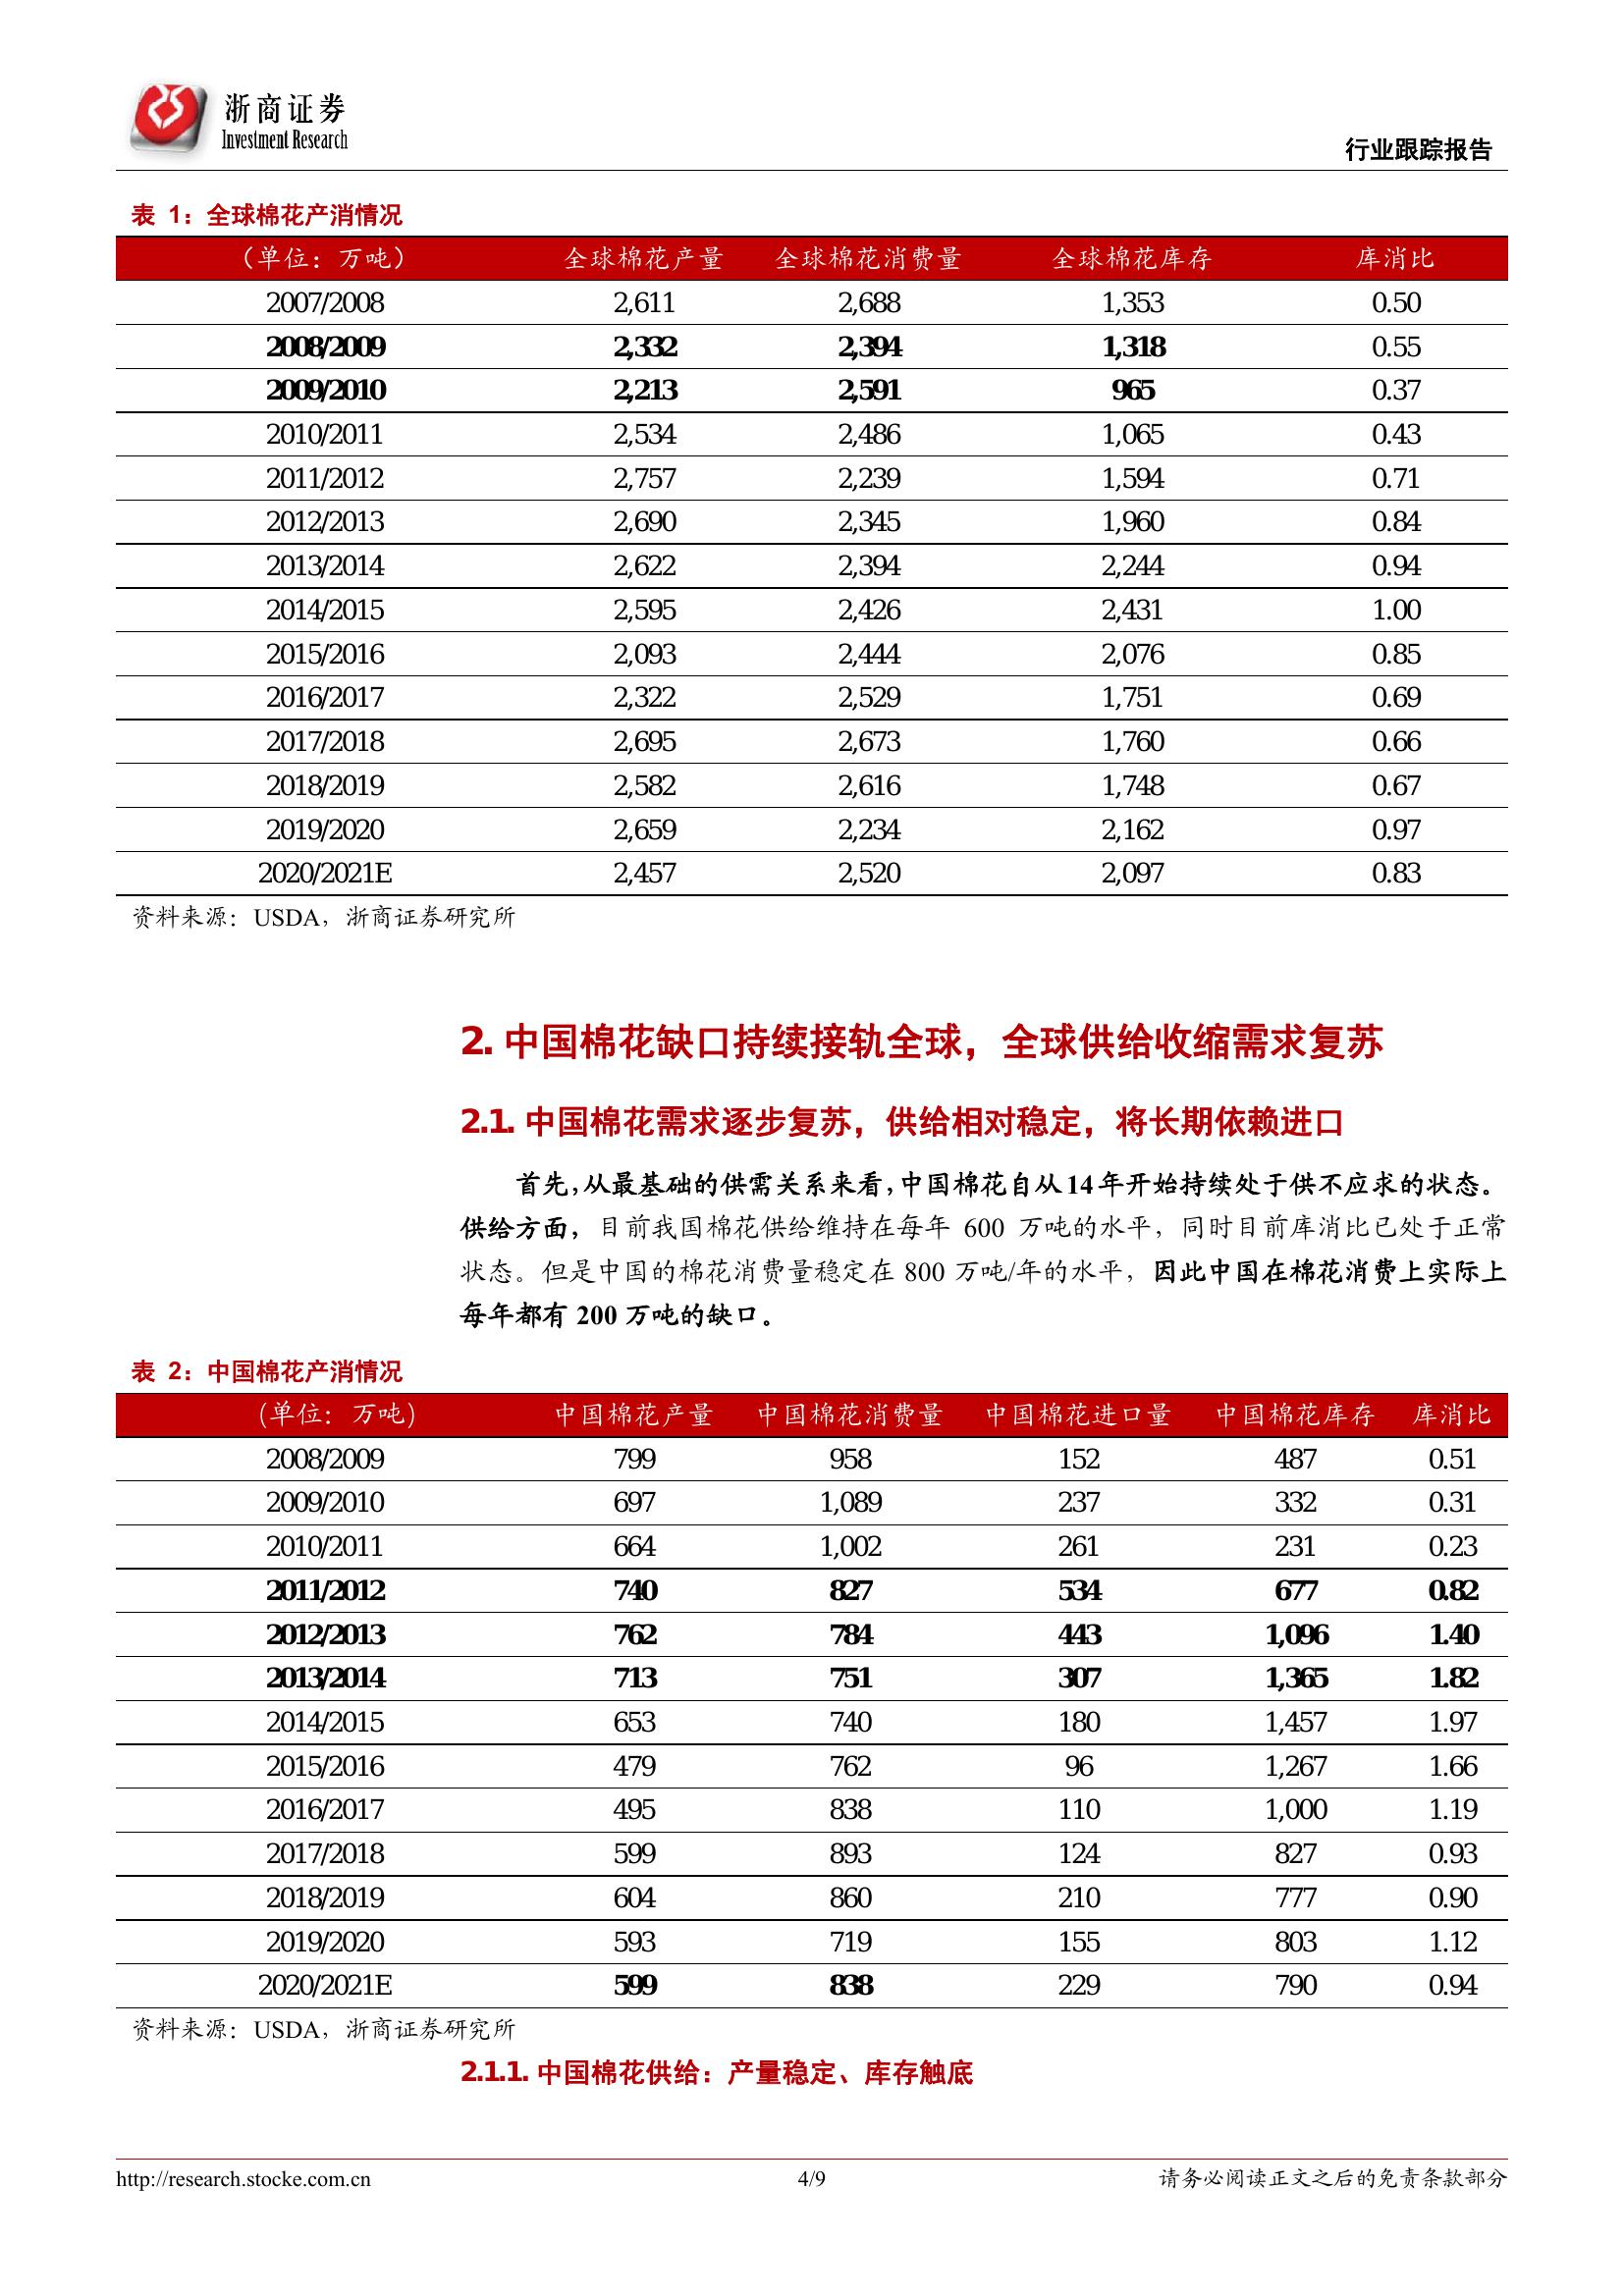 浙商证券
Investment Research
行业跟踪报告
表 1：全球棉花产消情况
（单位：万吨） 全球棉花产量 全球棉花消费量 全球棉花库存 库消比
2007/2008 2,611 2,688 1,353 0.50
2008/2009 2,332 2,394 1,318 0.55
2009/2010 2,213 2,591 965 0.37
2010/2011 2,534 2,486 1,065 0.43
2011/2012 2,757 2,239 1,594 0.71
2012/2013 2,690 2,345 1,960 0.84
2013/2014 2,622 2,394 2,244 0.94
2014/2015 2,595 2,426 2,431 1.00
2015/2016 2,093 2,444 2,076 0.85
2016/2017 2,322 2,529 1,751 0.69
2017/2018 2,695 2,673 1,760 0.66
2018/2019 2,582 2,616 1,748 0.67
2019/2020 2,659 2,234 2,162 0.97
2020/2021E 2,457 2,520 2,097 0.83
资料来源：USDA，浙商证券研究所
2. 中国棉花缺口持续接轨全球，全球供给收缩需求复苏
2.1. 中国棉花需求逐步复苏，供给相对稳定，将长期依赖进口
首先，从最基础的供需关系来看，中国棉花自从14年开始持续处于供不应求的状态。
供给方面，目前我国棉花供给维持在每年 600 万吨的水平，同时目前库消比已处于正常
状态。但是中国的棉花消费量稳定在 800 万吨/年的水平，因此中国在棉花消费上实际上
每年都有 200 万吨的缺口。
表 2：中国棉花产消情况
(单位：万吨) 中国棉花产量 中国棉花消费量 中国棉花进口量 中国棉花库存 库消比
2008/2009 799 958 152 487 0.51
2009/2010 697 1,089 237 332 0.31
2010/2011 664 1,002 261 231 0.23
2011/2012 740 827 534 677 0.82
2012/2013 762 784 443 1,096 1.40
2013/2014 713 751 307 1,365 1.82
2014/2015 653 740 180 1,457 1.97
2015/2016 479 762 96 1,267 1.66
2016/2017 495 838 110 1,000 1.19
2017/2018 599 893 124 827 0.93
2018/2019 604 860 210 777 0.90
2019/2020 593 719 155 803 1.12
2020/2021E 599 838 229 790 0.94
资料来源：USDA，浙商证券研究所
2.1.1. 中国棉花供给：产量稳定、库存触底
http://research.stocke.com.cn 4/9 请务必阅读正文之后的免责条款部分